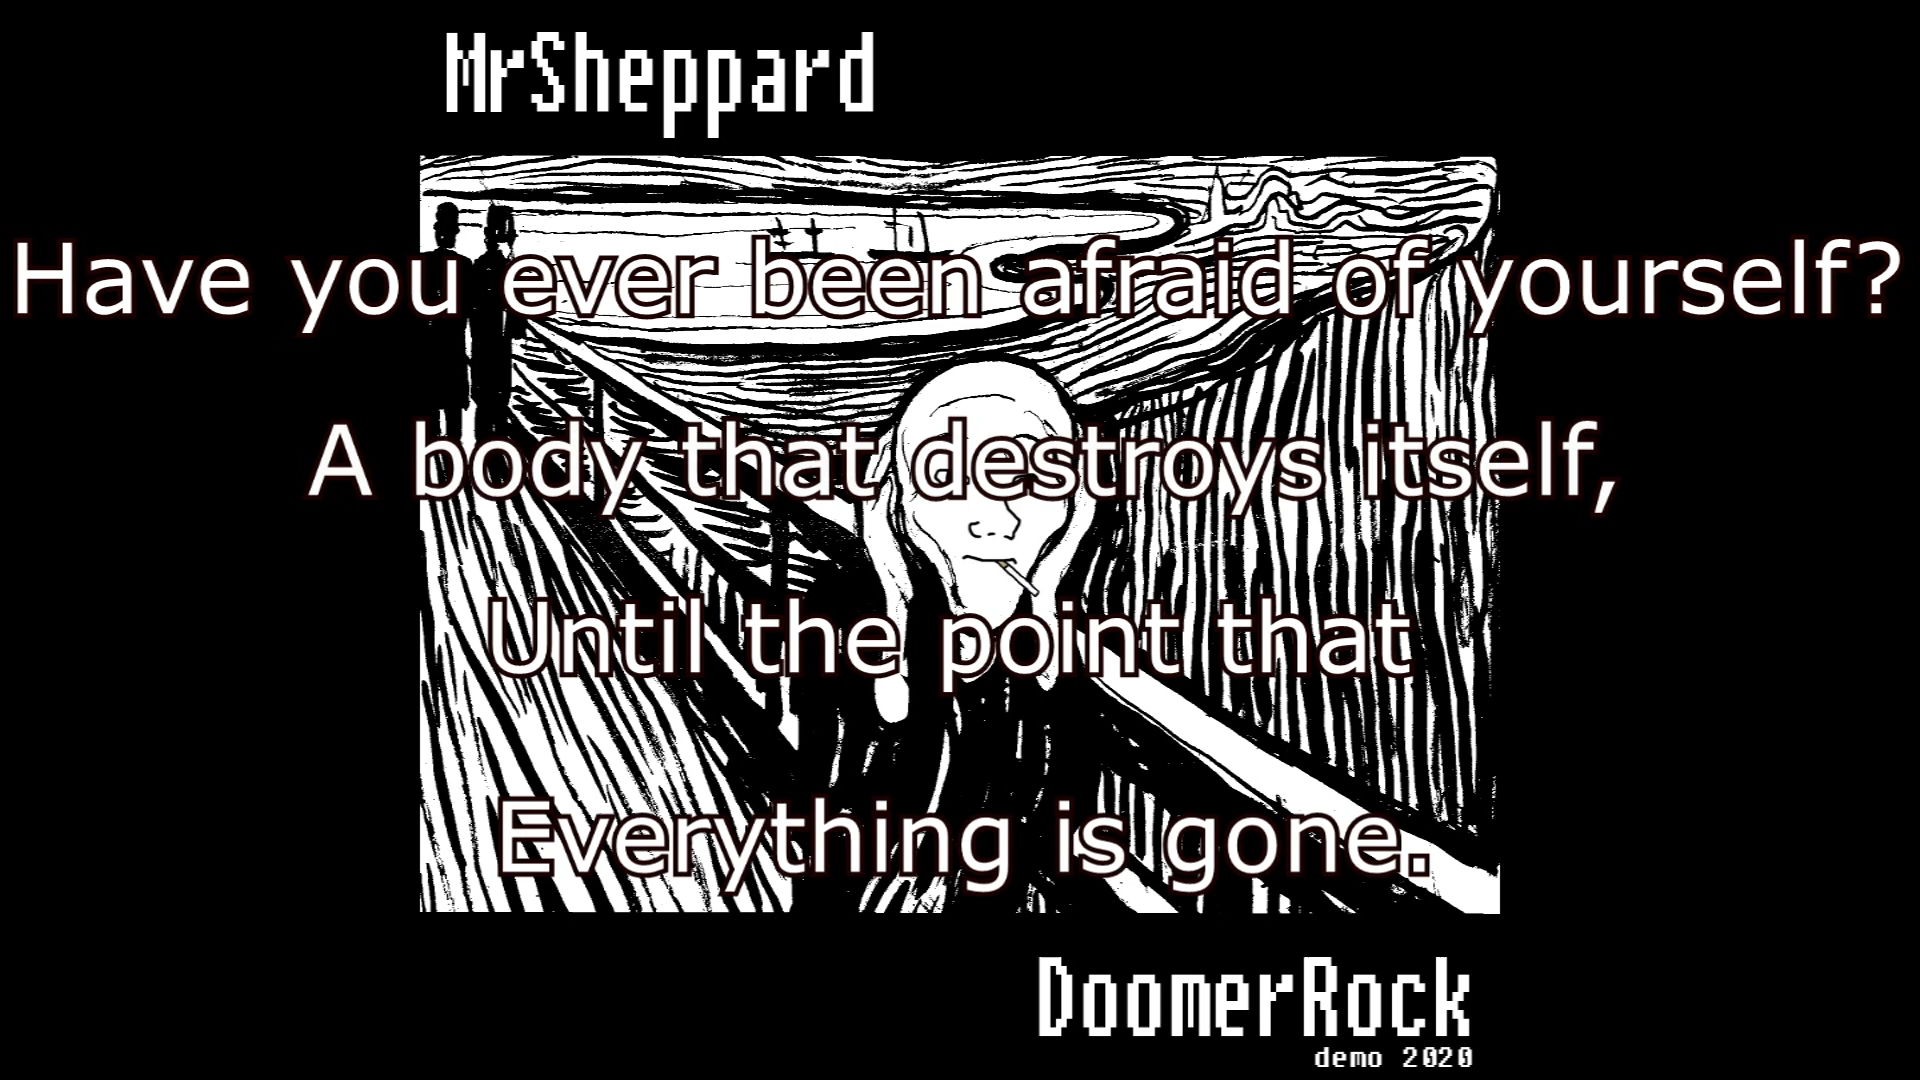 MrSheppard
Have you ever been afraid of yourself?
A body that destroys itself,
Until the point that
Everything is gone.
DoomerRock
demo 2020